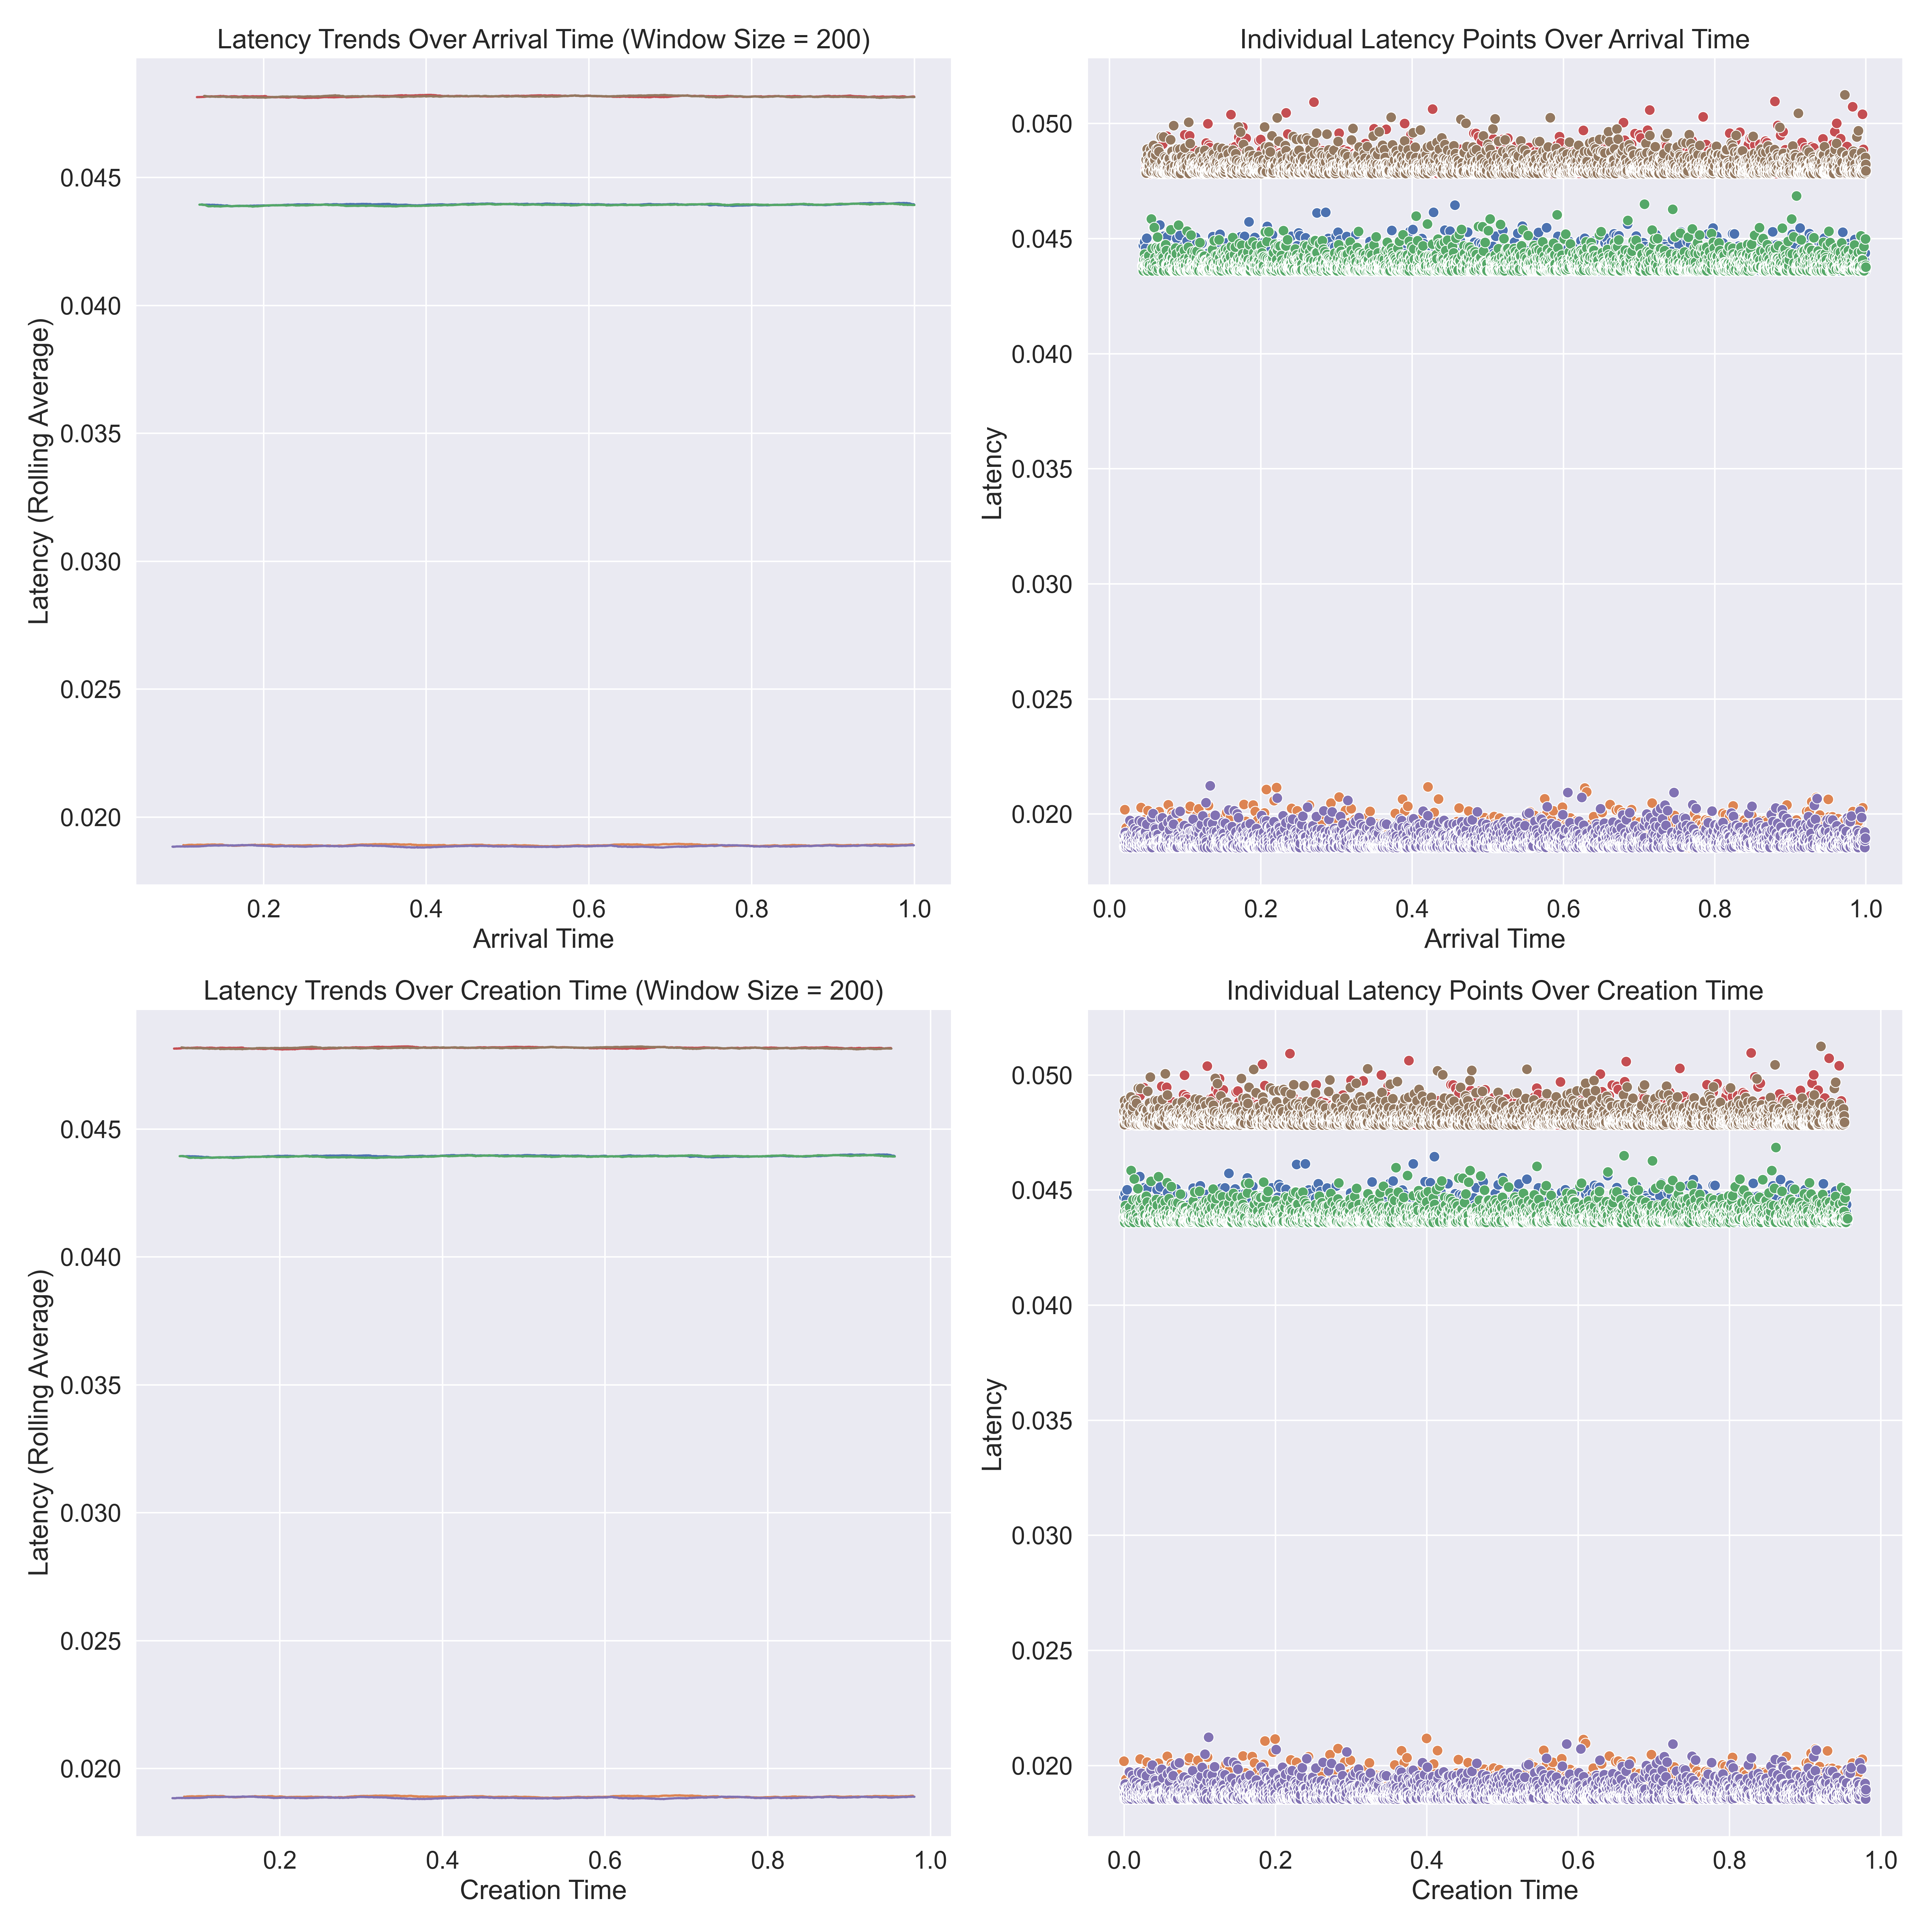 Latency Trends Over Arrival Time (Window Size = 200)
Latency (Rolling Average)
0.045
0.040
0.035
0.030
0.025
0.020
0.2 0.4 0.6 0.8 1.0
Arrival Time
Individual Latency Points Over Arrival Time
Latency
0.050
0.045
0.040
0.035
0.030
0.025
0.020
0.0 0.2 0.4 0.6 0.8 1.0
Arrival Time
Latency Trends Over Creation Time (Window Size = 200)
Latency (Rolling Average)
0.045
0.040
0.035
0.030
0.025
0.020
0.2 0.4 0.6 0.8 1.0
Creation Time
Individual Latency Points Over Creation Time
Latency
0.050
0.045
0.040
0.035
0.030
0.025
0.020
0.0 0.2 0.4 0.6 0.8 1.0
Creation Time